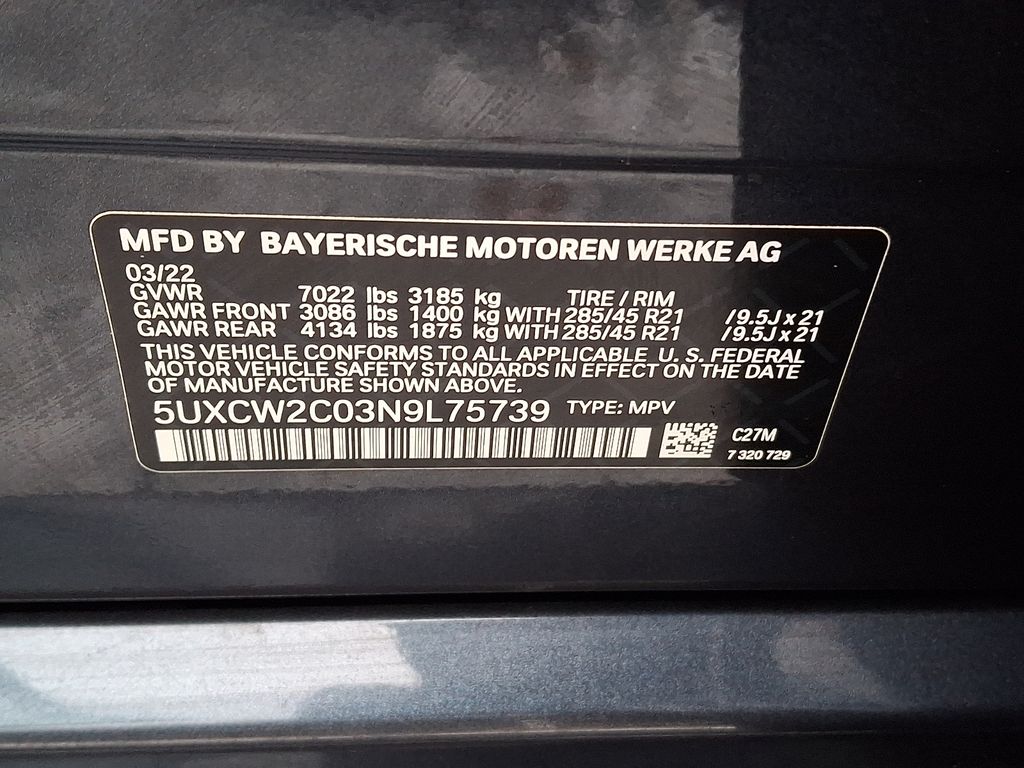 MFD BY BAYERISCHE MOTOREN WERKE AG
03/22
GVWR 7022 lbs 3185 kg TIRE / RIM
GAWR FRONT 3086 lbs 1400 kg WITH 285/45 R21 /9.5J x 21
GAWR REAR 4134 lbs 1875 kg WITH 285/45 R21 /9.5J x 21
THIS VEHICLE CONFORMS TO ALL APPLICABLE U. S. FEDERAL
MOTOR VEHICLE SAFETY STANDARDS IN EFFECT ON THE DATE
OF MANUFACTURE SHOWN ABOVE.
5UXCW2C03N9L75739 TYPE: MPV
C27M
7 320 729